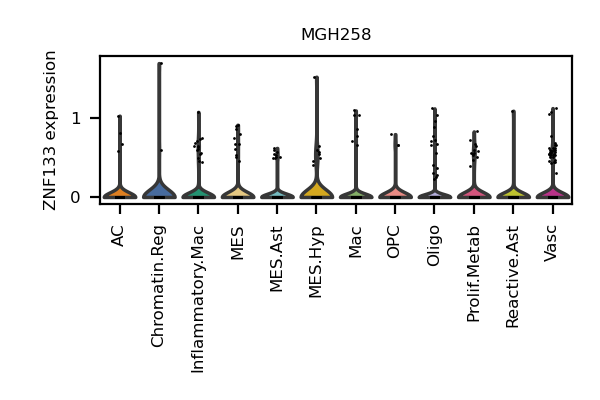 MGH258
ZNF133 expression
1
0
AC
Chromatin.Reg
Inflammatory.Mac
MES
MES.Ast
MES.Hyp
Mac
OPC
Oligo
Prolif.Metab
Reactive.Ast
Vasc